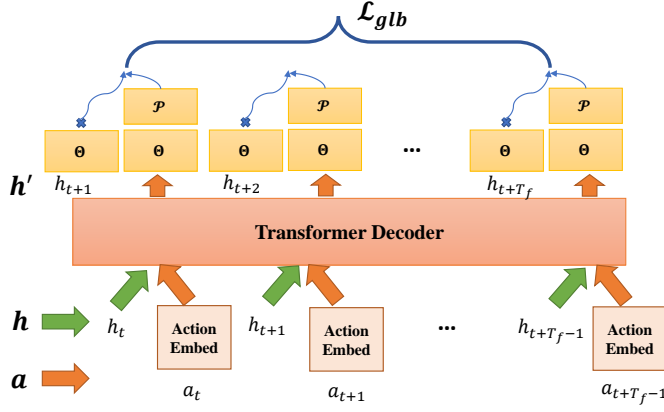 ℒ_glb
𝒫 𝒫 𝒫
Θ Θ Θ Θ ... Θ Θ
h_{t+1} h_{t+2} h_{t+T_f}
h′
Transformer Decoder
h h_t h_{t+1} ... h_{t+T_f−1}
Action Embed Action Embed Action Embed
a a_t a_{t+1} a_{t+T_f−1}